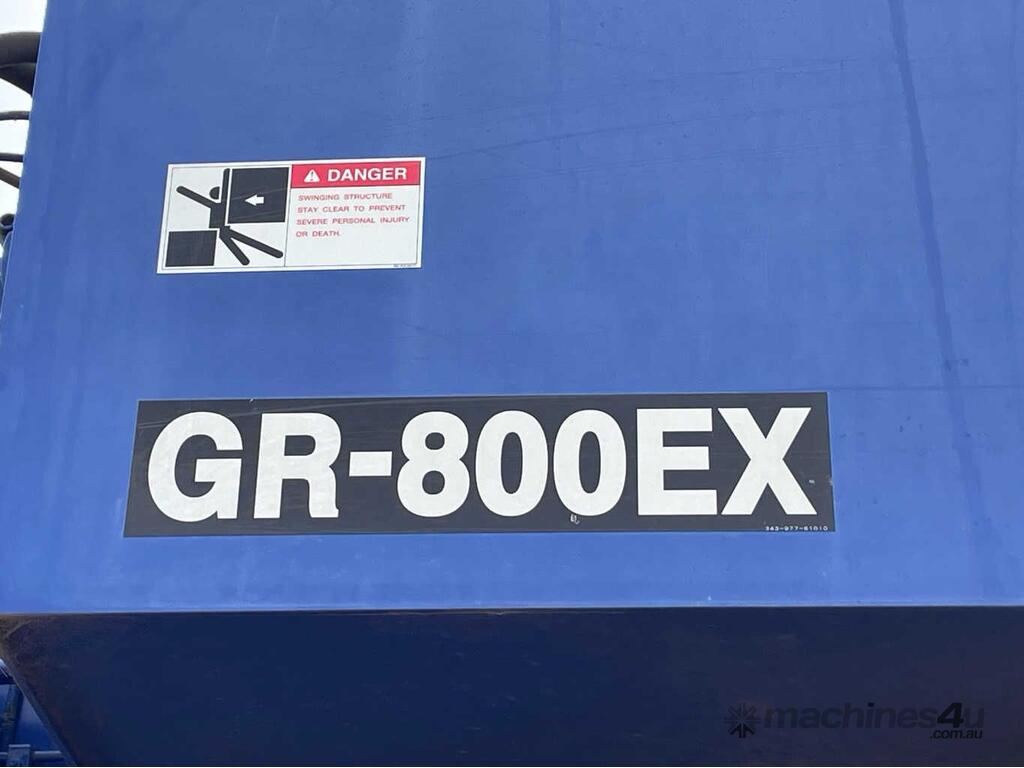 DANGER
SWINGING STRUCTURE
STAY CLEAR TO PREVENT
SEVERE PERSONAL INJURY
OR DEATH.
GR-800EX
343-977-61010
machines4u
.com.au